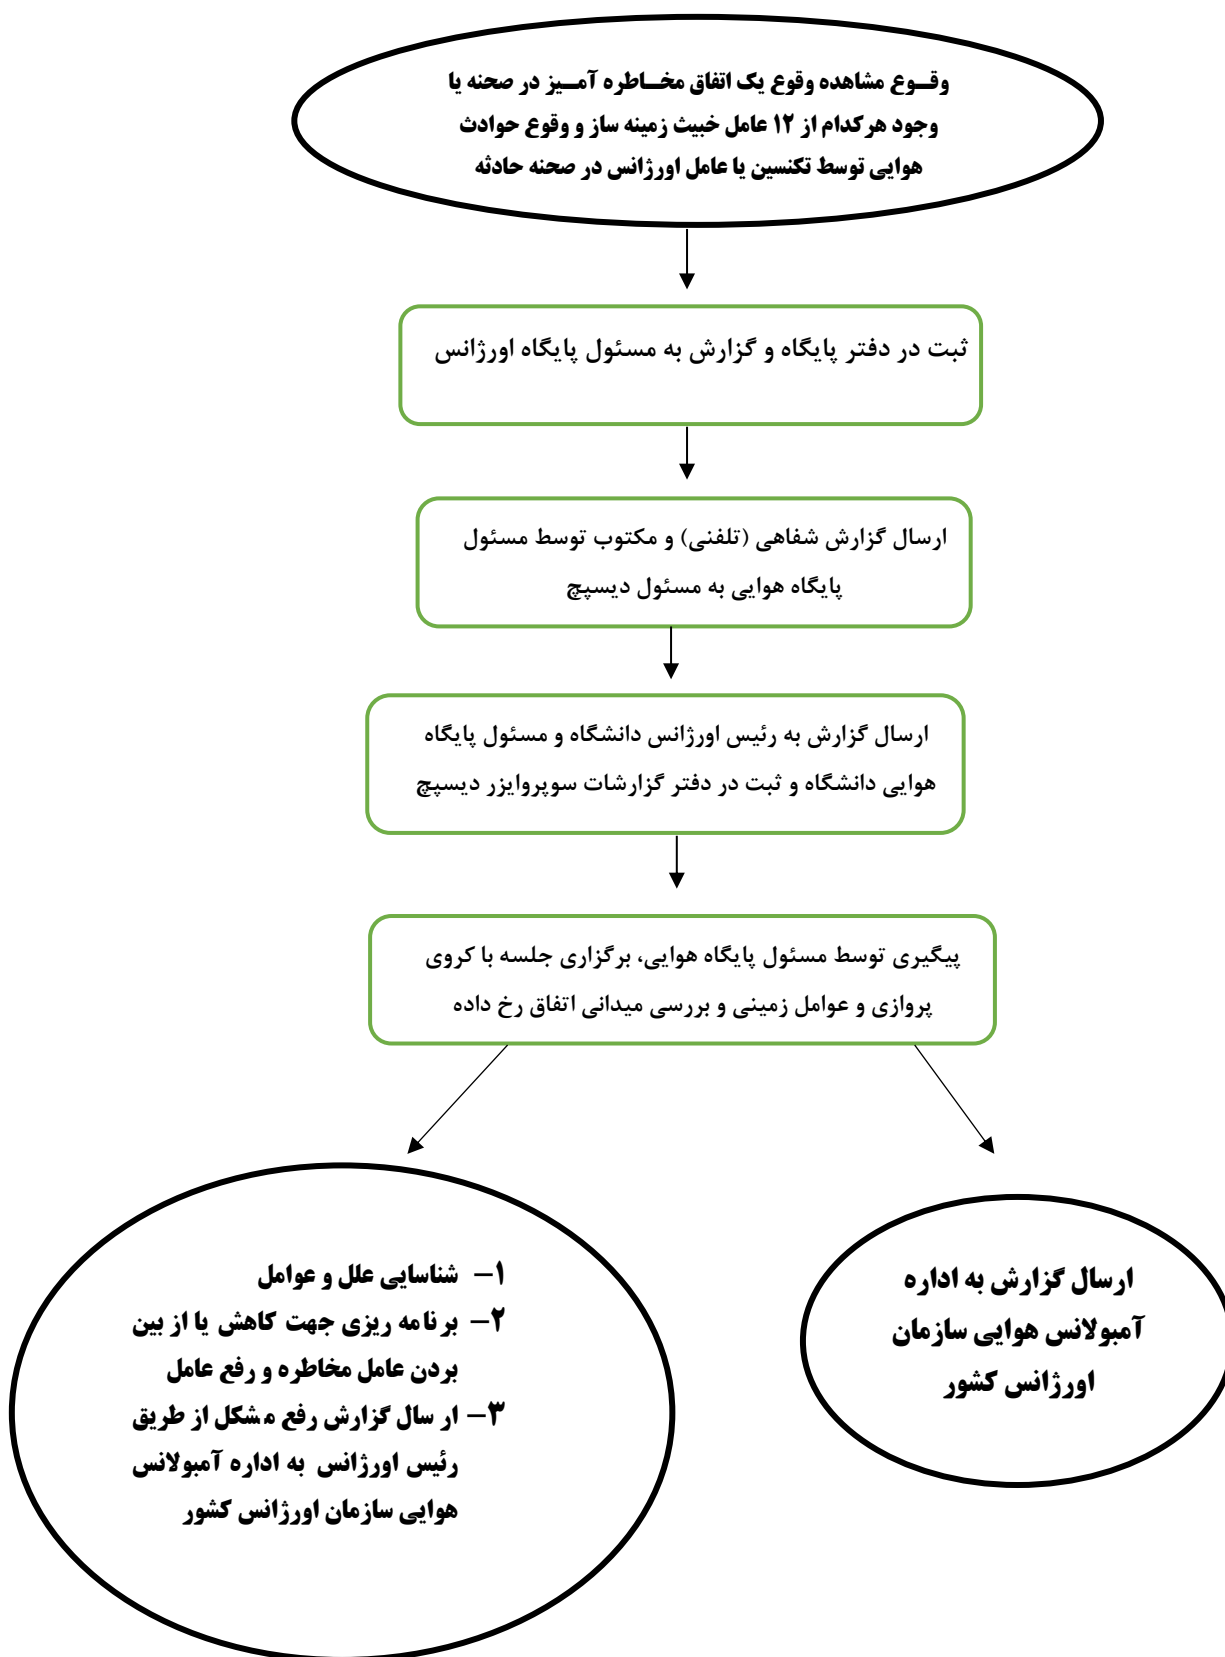 وقــوع مشاهده وقوع یک اتفاق مخــاطره آمــیز در صحنه یا
وجود هرکدام از ۱۲ عامل خبیث زمینه ساز و وقوع حوادث
هوایی توسط تکنسین یا عامل اورژانس در صحنه حادثه
ثبت در دفتر پایگاه و گزارش به مسئول پایگاه اورژانس
ارسال گزارش شفاهی (تلفنی) و مکتوب توسط مسئول
پایگاه هوایی به مسئول دیسپچ
ارسال گزارش به رئیس اورژانس دانشگاه و مسئول پایگاه
هوایی دانشگاه و ثبت در دفتر گزارشات سوپروایزر دیسپچ
پیگیری توسط مسئول پایگاه هوایی، برگزاری جلسه با کروی
پروازی و عوامل زمینی و بررسی میدانی اتفاق رخ داده
ارسال گزارش به اداره
آمبولانس هوایی سازمان
اورژانس کشور
۱– شناسایی علل و عوامل
۲– برنامه ریزی جهت کاهش یا از بین
بردن عامل مخاطره و رفع عامل
۳– ار سال گزارش رفع مشکل از طریق
رئیس اورژانس به اداره آمبولانس
هوایی سازمان اورژانس کشور